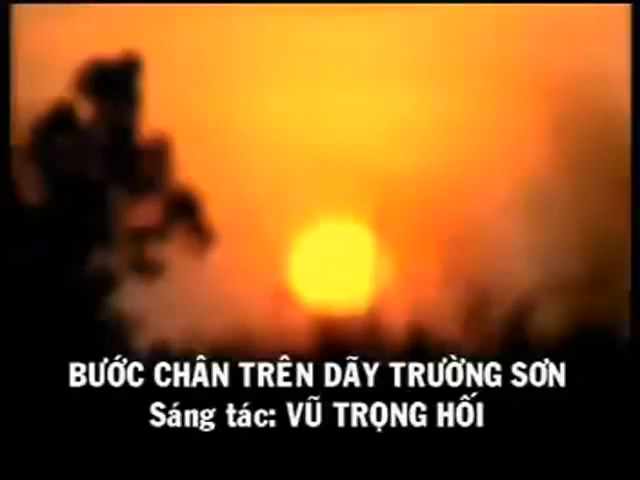 BƯỚC CHÂN TRÊN DÃY TRƯỜNG SƠN
Sáng tác: VŨ TRỌNG HỐI